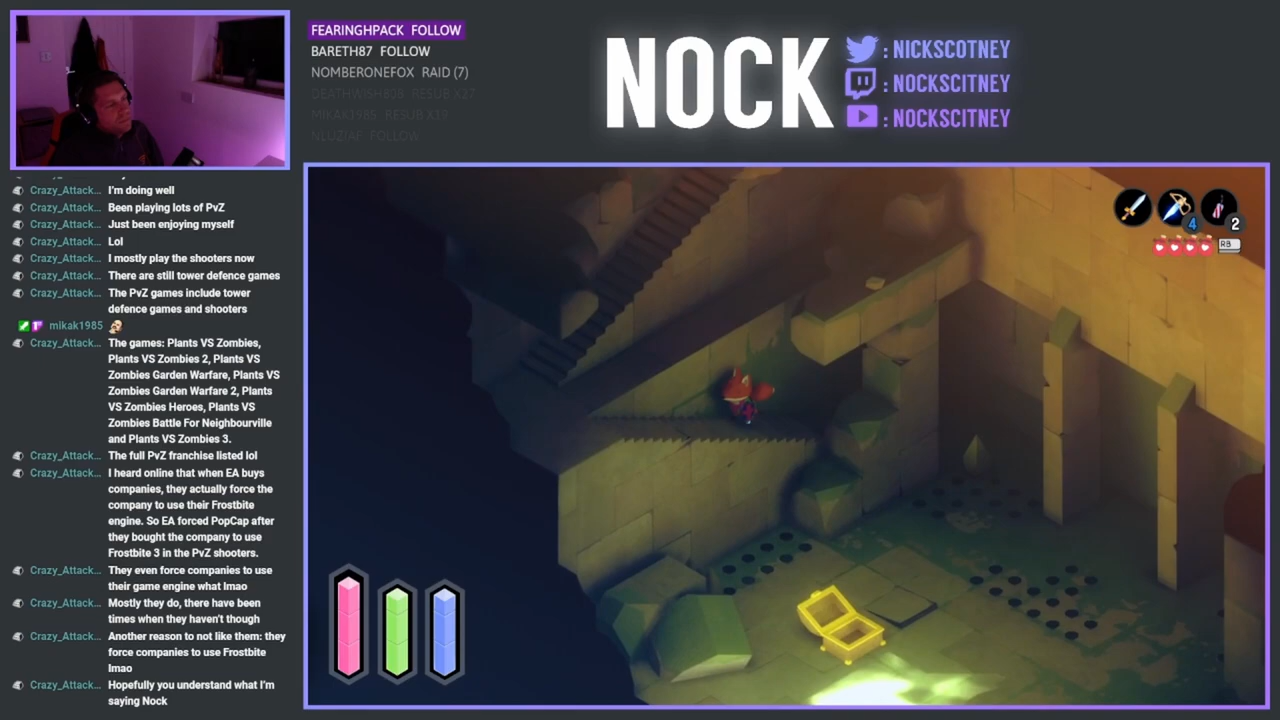 FEARINGHPACK FOLLOW
BARETH87 FOLLOW
NOMBERONEFOX RAID (7)
DEATHWISH808 RESUB X27
MIKAK1985 RESUB X19
NOCK
: NICKSCOTNEY
: NOCKSCITNEY
: NOCKSCITNEY
Crazy_Attack... I'm doing well
Crazy_Attack... Been playing lots of PvZ
Crazy_Attack... Just been enjoying myself
Crazy_Attack... Lol
Crazy_Attack... I mostly play the shooters now
Crazy_Attack... There are still tower defence games
Crazy_Attack... The PvZ games include tower
defence games and shooters
mikak1985
Crazy_Attack... The games: Plants VS Zombies,
Plants VS Zombies 2, Plants VS
Zombies Garden Warfare, Plants VS
Zombies Garden Warfare 2, Plants
VS Zombies Heroes, Plants VS
Zombies Battle For Neighbourville
and Plants VS Zombies 3.
Crazy_Attack... The full PvZ franchise listed lol
Crazy_Attack... I heard online that when EA buys
companies, they actually force the
company to use their Frostbite
engine. So EA forced PopCap after
they bought the company to use
Frostbite 3 in the PvZ shooters.
Crazy_Attack... They even force companies to use
their game engine what lmao
Crazy_Attack... Mostly they do, there have been
times when they haven't though
Crazy_Attack... Another reason to not like them: they
force companies to use Frostbite
lmao
Crazy_Attack... Hopefully you understand what I'm
saying Nock
4
2
RB